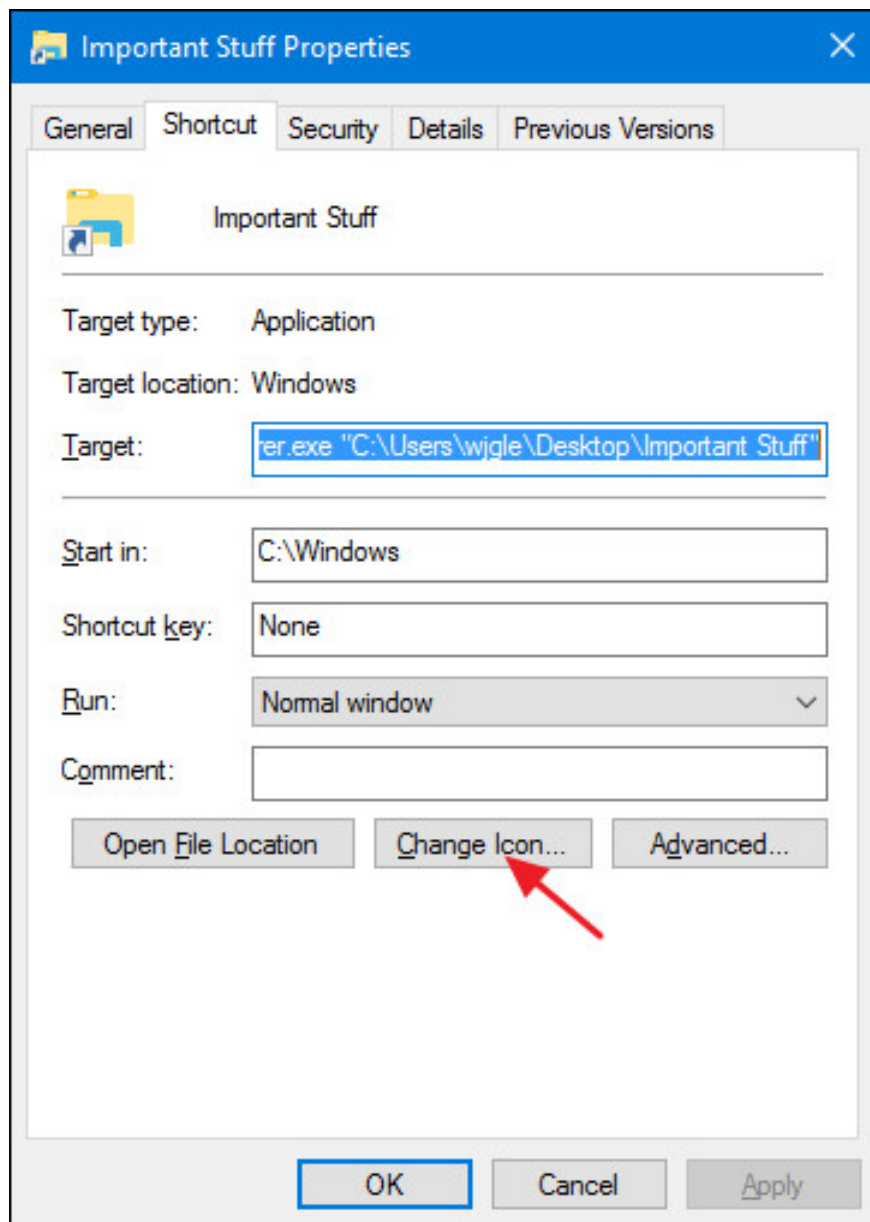 Important Stuff Properties
General Shortcut Security Details Previous Versions
Important Stuff
Target type: Application
Target location: Windows
Target: rer.exe "C:\Users\wjgle\Desktop\Important Stuff"
Start in: C:\Windows
Shortcut key: None
Run: Normal window
Comment:
Open File Location Change Icon... Advanced...
OK Cancel Apply